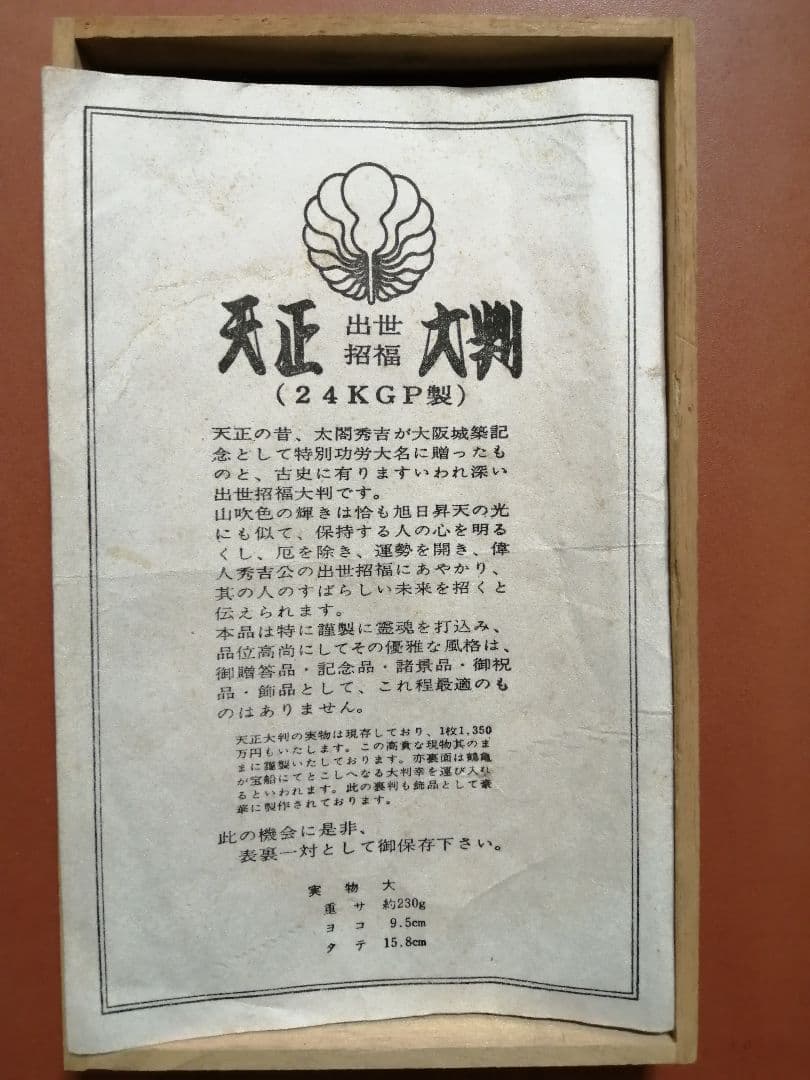 天正 出世招福 大判
(24KGP製)
天正の昔、太閤秀吉が大阪城築記
念として特別功労大名に贈ったも
のと、古史に有りますいわれ深い
出世招福大判です。
山吹色の輝きは恰も旭日昇天の光
にも似て、保持する人の心を明る
くし、厄を除き、運勢を開き、偉
人秀吉公の出世招福にあやかり、
其の人のすばらしい未来を招くと
伝えられます。
本品は特に謹製に霊魂を打込み、
品位高尚にしてその優雅な風格は、
御贈答品・記念品・諸景品・御祝
品・飾品として、これ程最適のも
のはありません。
天正大判の実物は現存しており、1枚1,350
万円もいたします。この高貴な現物其のま
まに謹製いたしております。亦裏面は鶴亀
が宝船にてとこしへなる大判幸を運び入れ
るといわれます。此の裏判も飾品として豪
華に製作されております。
此の機会に是非、
表裏一対として御保存下さい。
実物大
重サ 約230g
ヨコ 9.5cm
タテ 15.8cm